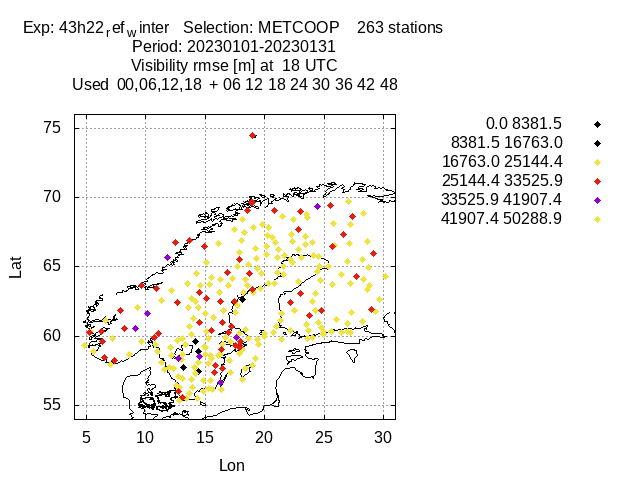 Exp: 43h22ref winter Selection: METCOOP 263 stations
Period: 20230101-20230131
Visibility rmse [m] at 18 UTC
Used 00,06,12,18 + 06 12 18 24 30 36 42 48
0.0 8381.5
8381.5 16763.0
16763.0 25144.4
25144.4 33525.9
33525.9 41907.4
41907.4 50288.9
75
70
65
60
55
Lat
5 10 15 20 25 30
Lon